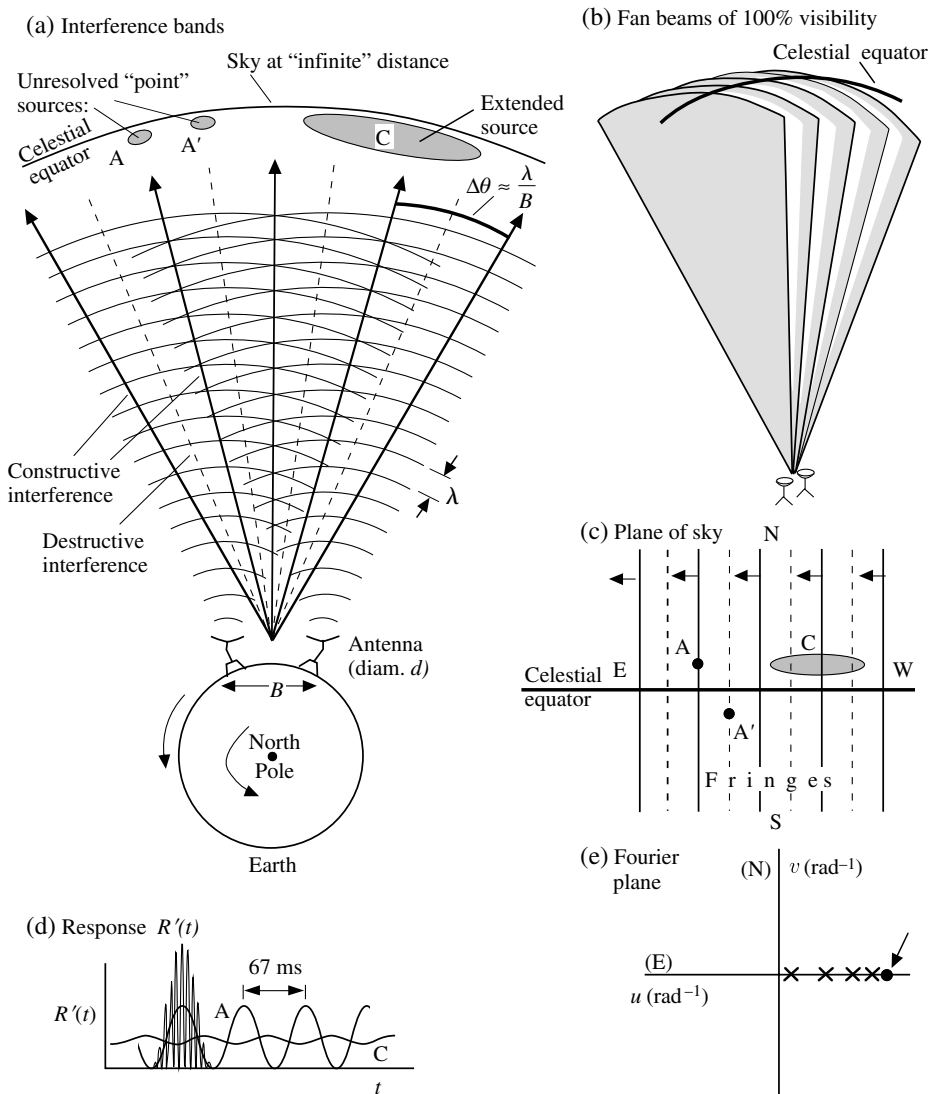 (a) Interference bands
Sky at “infinite” distance
Unresolved “point”
sources:
Extended
source
Celestial
equator
A
A′
C
Δθ ≈ λ/B
Constructive
interference
Destructive
interference
λ
Antenna
(diam. d)
B
North
Pole
Earth
(b) Fan beams of 100% visibility
Celestial equator
(c) Plane of sky
N
A
C
E
W
Celestial
equator
A′
F r i n g e s
S
(d) Response R′(t)
67 ms
R′(t)
A
C
t
(e) Fourier
plane
(N)
v (rad⁻¹)
(E)
u (rad⁻¹)